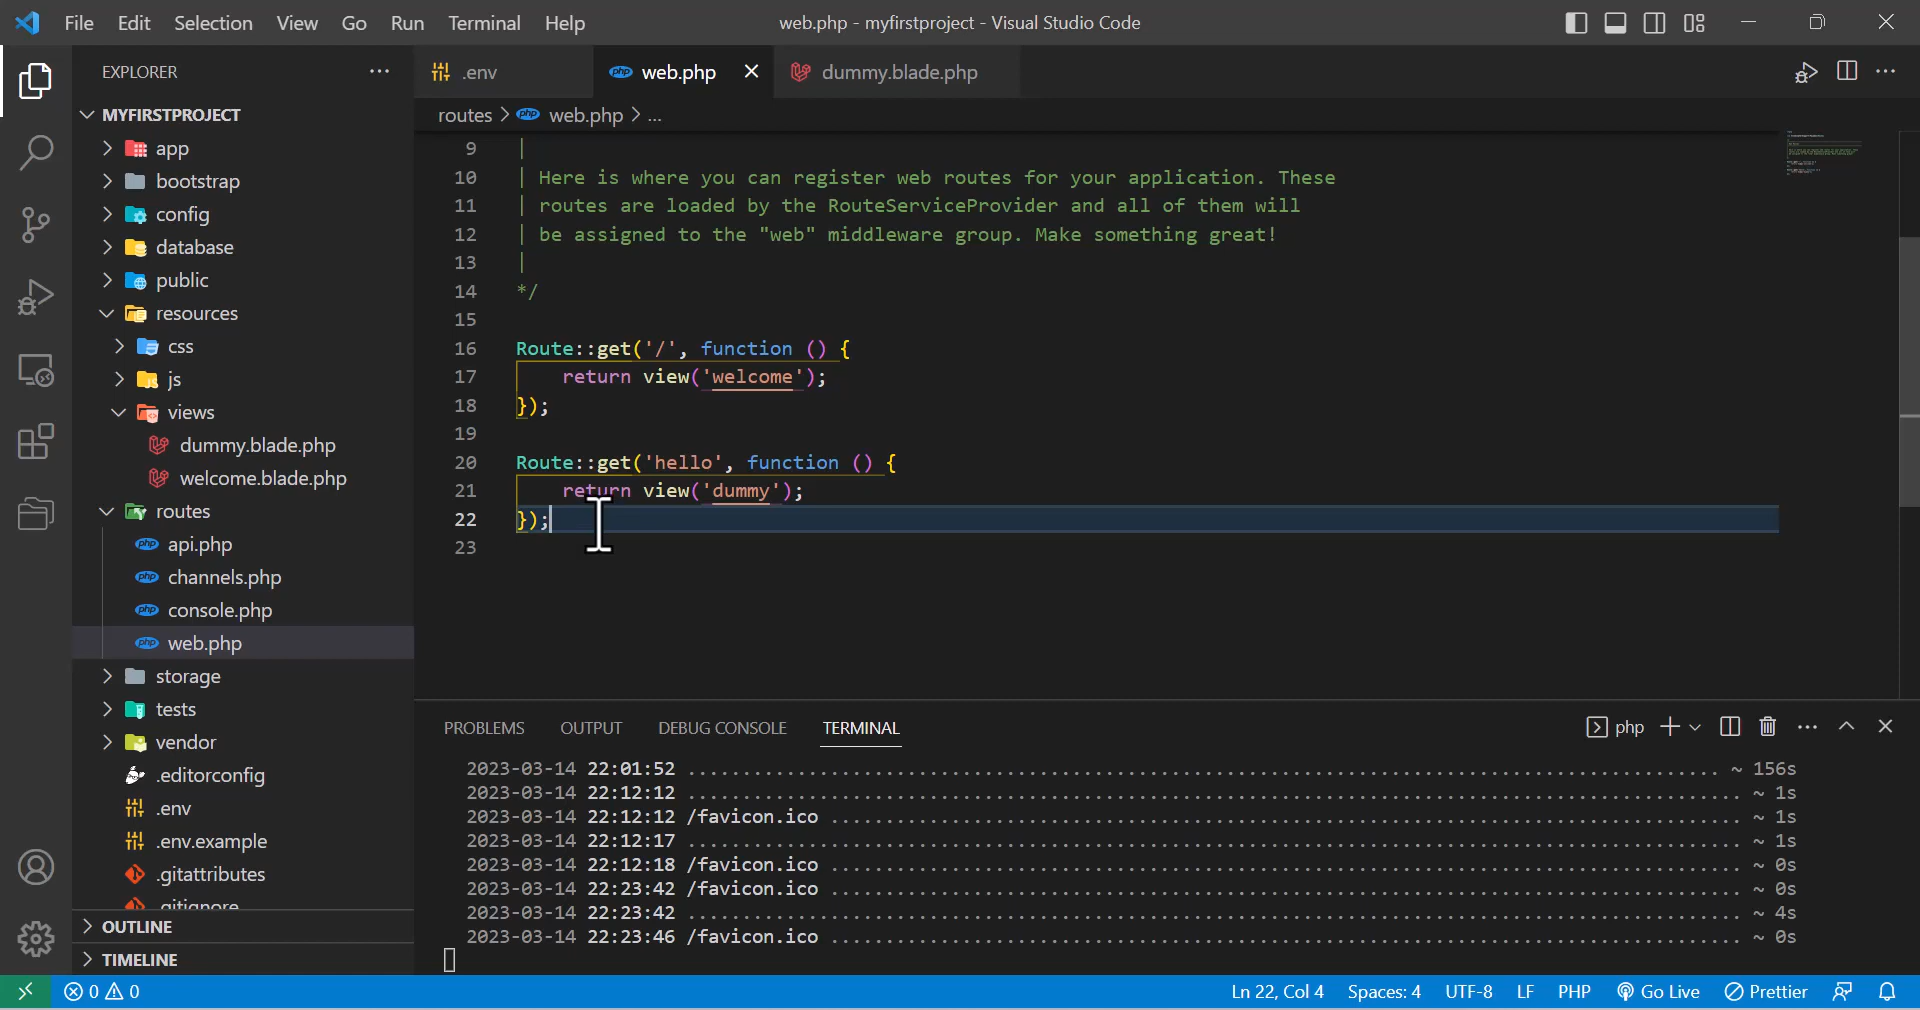 File Edit Selection View Go Run Terminal Help
web.php - myfirstproject - Visual Studio Code
EXPLORER
MYFIRSTPROJECT
app
bootstrap
config
database
public
resources
css
js
views
dummy.blade.php
welcome.blade.php
routes
api.php
channels.php
console.php
web.php
storage
tests
vendor
.editorconfig
.env
.env.example
.gitattributes
.gitignore
OUTLINE
TIMELINE
.env
php web.php
dummy.blade.php
routes > php web.php > ...
9 |
10 | Here is where you can register web routes for your application. These
11 | routes are loaded by the RouteServiceProvider and all of them will
12 | be assigned to the "web" middleware group. Make something great!
13 |
14 */
15
16 Route::get('/', function () {
17 return view('welcome');
18 });
19
20 Route::get('hello', function () {
21 return view('dummy');
22 });
23
PROBLEMS OUTPUT DEBUG CONSOLE TERMINAL
php
2023-03-14 22:01:52 ........ ~ 156s
2023-03-14 22:12:12 ........ ~ 1s
2023-03-14 22:12:12 /favicon.ico ........ ~ 1s
2023-03-14 22:12:17 ........ ~ 1s
2023-03-14 22:12:18 /favicon.ico ........ ~ 0s
2023-03-14 22:23:42 /favicon.ico ........ ~ 0s
2023-03-14 22:23:42 ........ ~ 4s
2023-03-14 22:23:46 /favicon.ico ........ ~ 0s
0 0
Ln 22, Col 4 Spaces: 4 UTF-8 LF PHP Go Live Prettier